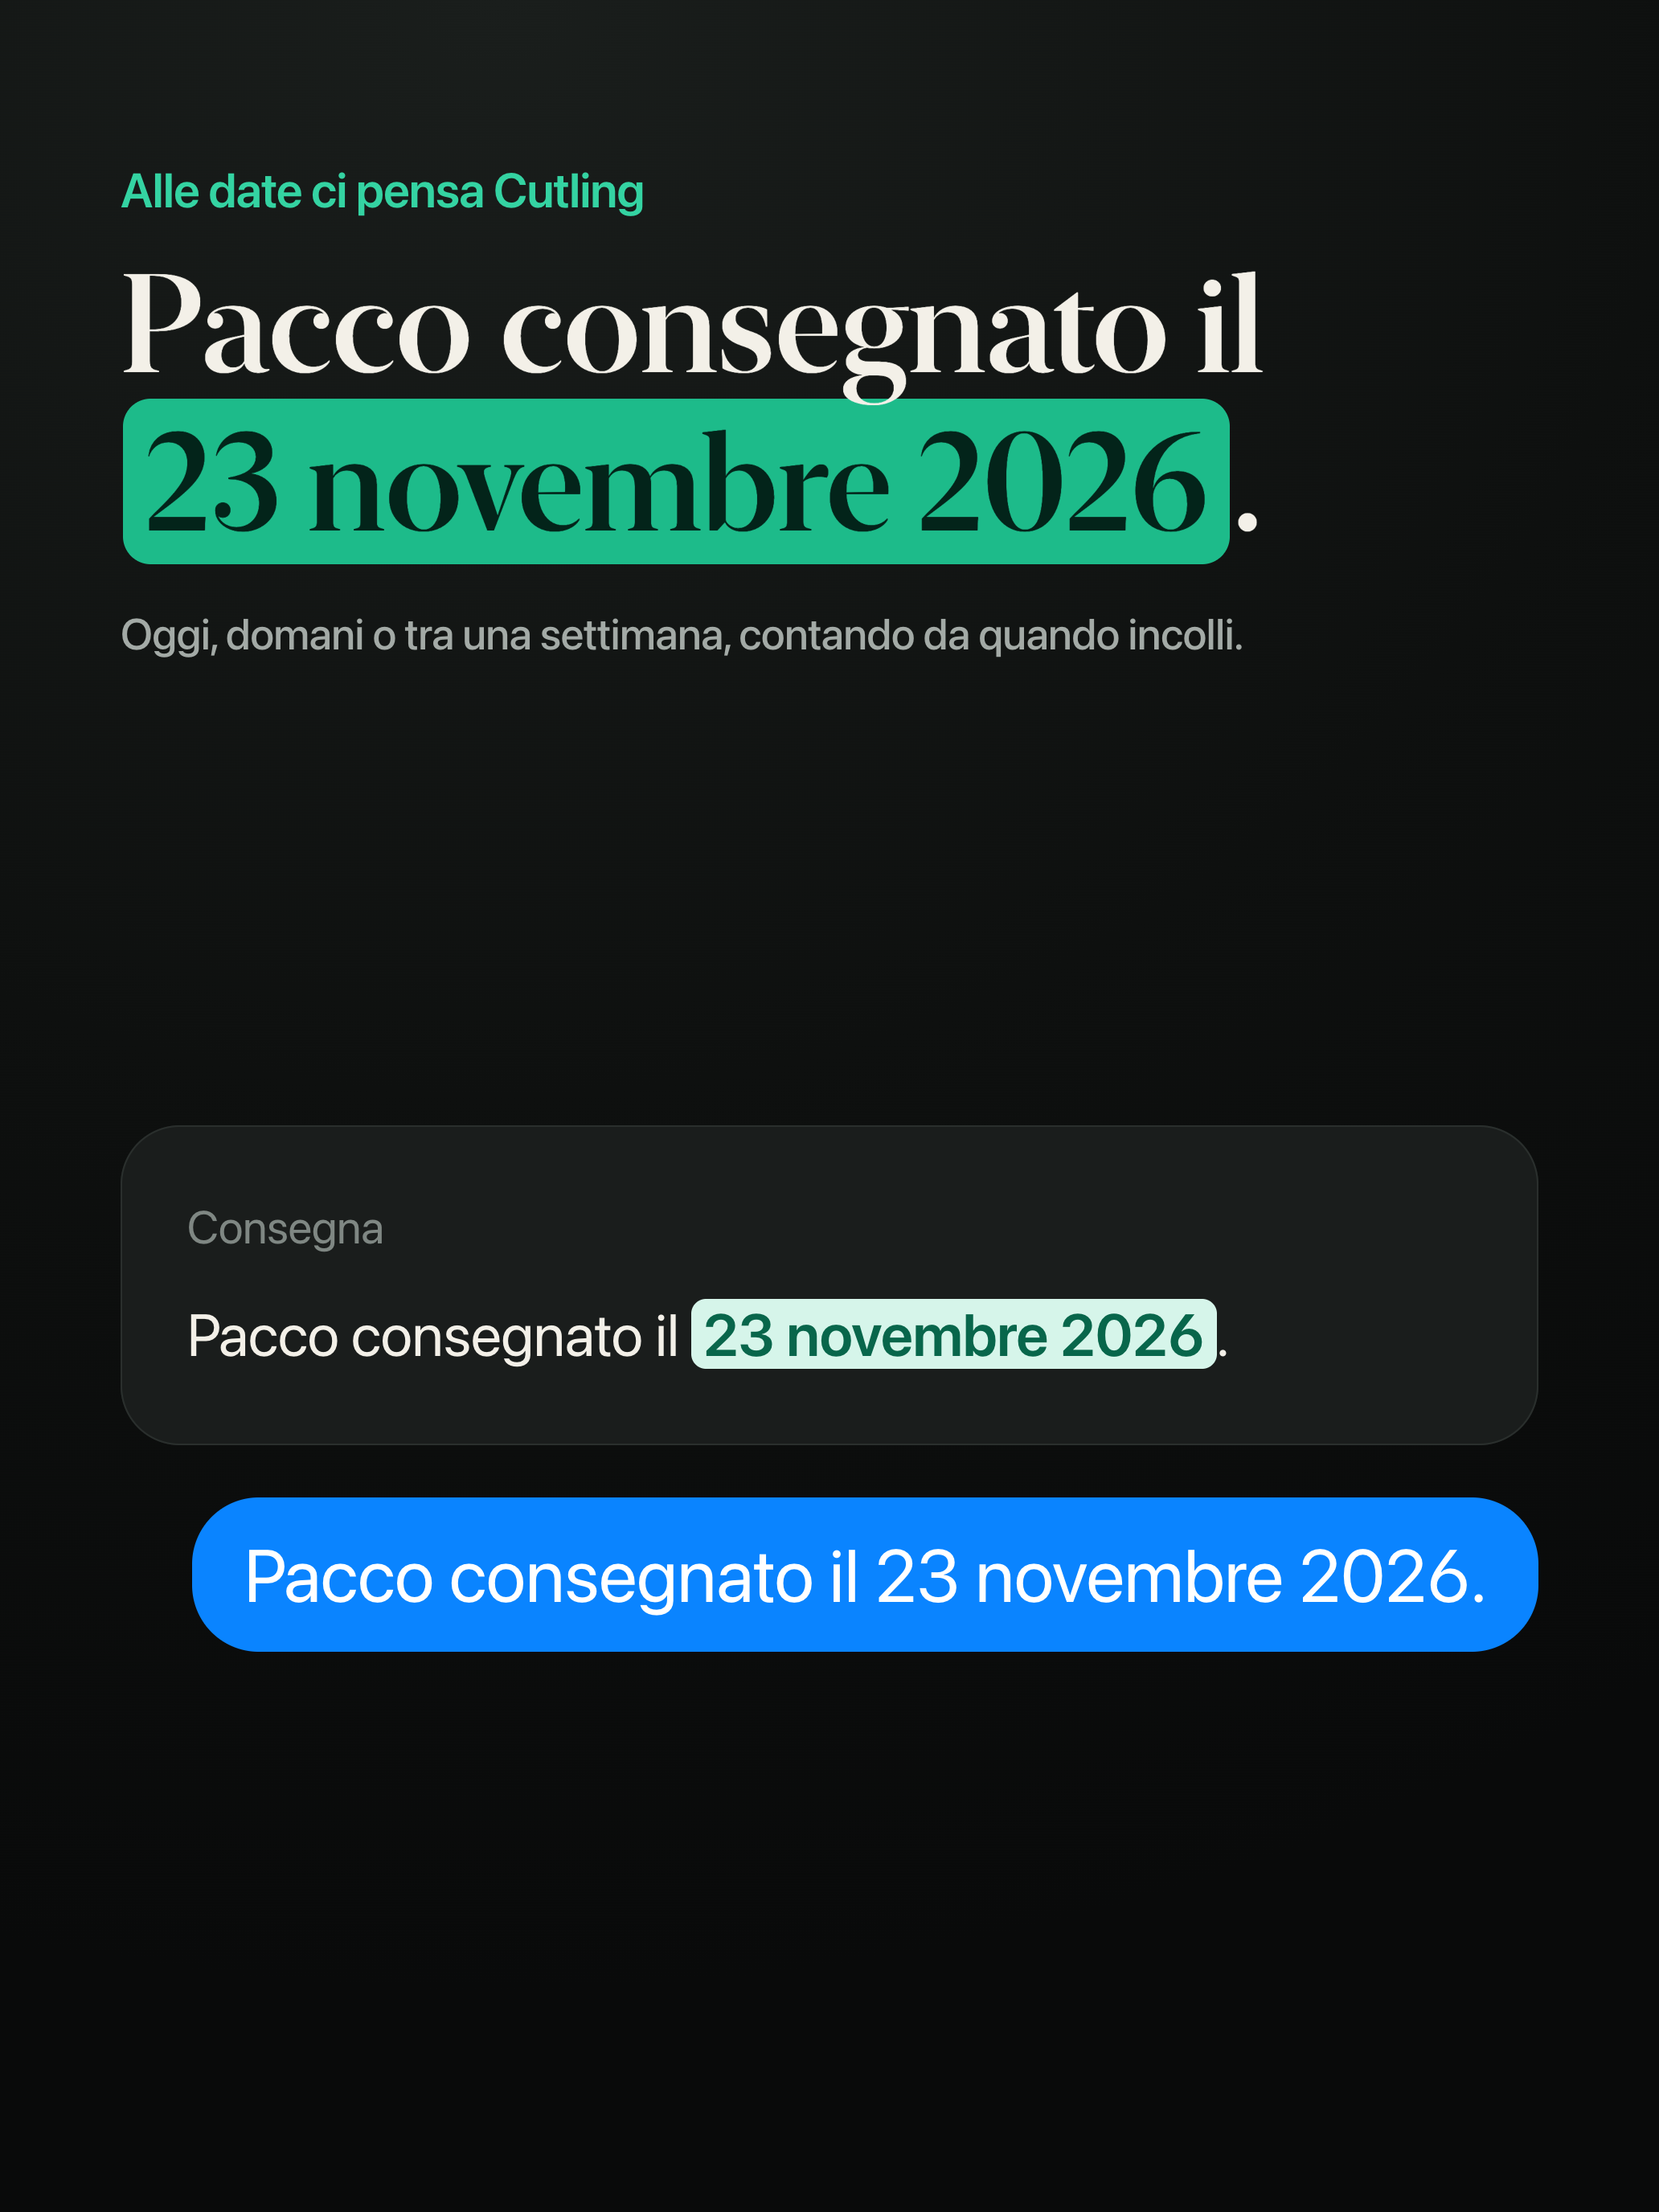 Alle date ci pensa Cutling
Pacco consegnato il
23 novembre 2026.
Oggi, domani o tra una settimana, contando da quando incolli.
Consegna
Pacco consegnato il 23 novembre 2026.
Pacco consegnato il 23 novembre 2026.